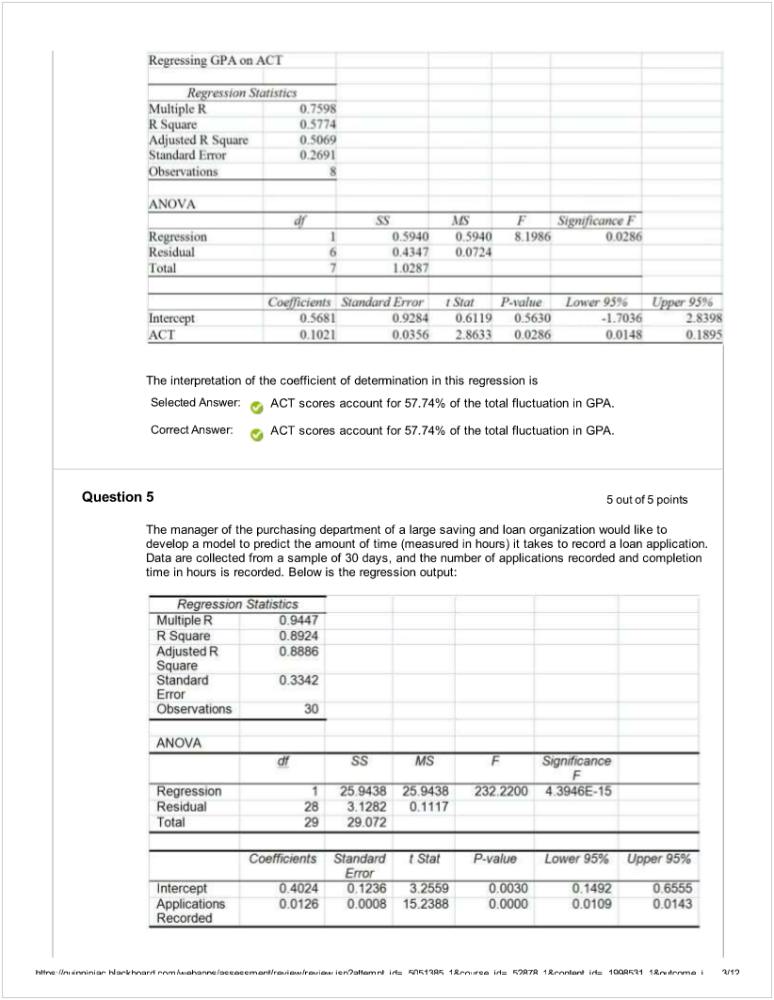 Regressing GPA on ACT
Regression Statistics
Multiple R 0.7598
R Square 0.5774
Adjusted R Square 0.5069
Standard Error 0.2691
Observations 8
ANOVA
df SS MS F Significance F
Regression 1 0.5940 0.5940 8.1986 0.0286
Residual 6 0.4347 0.0724
Total 7 1.0287
Coefficients Standard Error t Stat P-value Lower 95% Upper 95%
Intercept 0.5681 0.9284 0.6119 0.5630 -1.7036 2.8398
ACT 0.1021 0.0356 2.8633 0.0286 0.0148 0.1895
The interpretation of the coefficient of determination in this regression is
Selected Answer: ACT scores account for 57.74% of the total fluctuation in GPA.
Correct Answer: ACT scores account for 57.74% of the total fluctuation in GPA.
Question 5 5 out of 5 points
The manager of the purchasing department of a large saving and loan organization would like to
develop a model to predict the amount of time (measured in hours) it takes to record a loan application.
Data are collected from a sample of 30 days, and the number of applications recorded and completion
time in hours is recorded. Below is the regression output:
Regression Statistics
Multiple R 0.9447
R Square 0.8924
Adjusted R 0.8886
Square
Standard 0.3342
Error
Observations 30
ANOVA
df SS MS F Significance
F
Regression 1 25.9438 25.9438 232.2200 4.3946E-15
Residual 28 3.1282 0.1117
Total 29 29.072
Coefficients Standard t Stat P-value Lower 95% Upper 95%
Error
Intercept 0.4024 0.1236 3.2559 0.0030 0.1492 0.6555
Applications 0.0126 0.0008 15.2388 0.0000 0.0109 0.0143
Recorded
https://quinnipiac.blackboard.com/webapps/assessment/review/review.jsp?attempt_id=_5051385_1&course_id=_52878_1&content_id=_1998531_1&outcome_i... 3/12